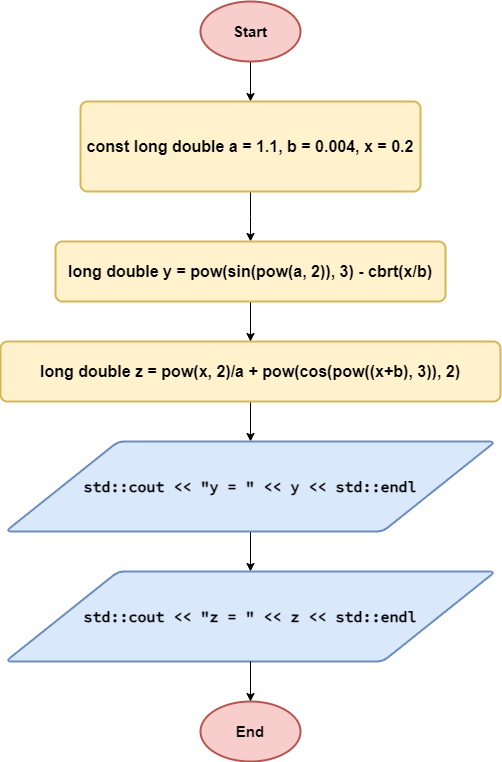 Start
const long double a = 1.1, b = 0.004, x = 0.2
long double y = pow(sin(pow(a, 2)), 3) - cbrt(x/b)
long double z = pow(x, 2)/a + pow(cos(pow((x+b), 3)), 2)
std::cout << "y = " << y << std::endl
std::cout << "z = " << z << std::endl
End